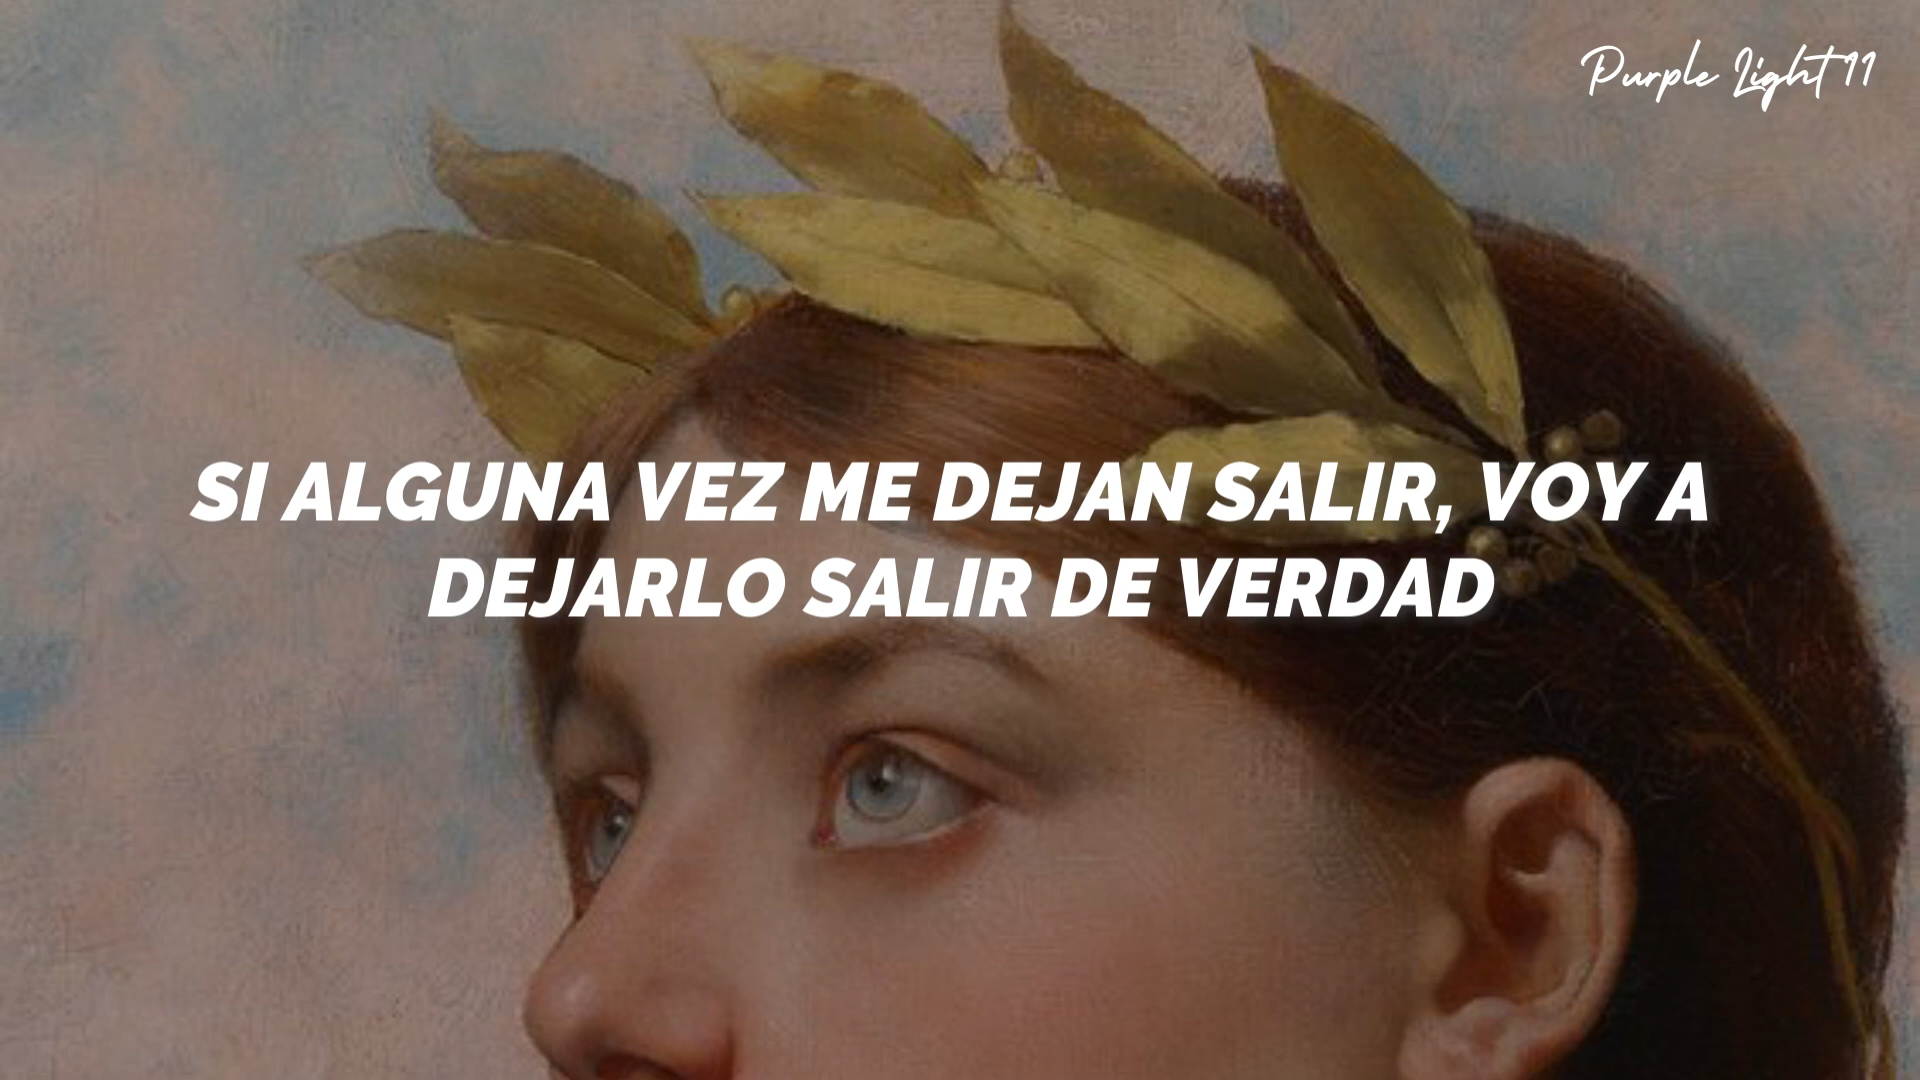 Purple Light 11
SI ALGUNA VEZ ME DEJAN SALIR, VOY A
DEJARLO SALIR DE VERDAD